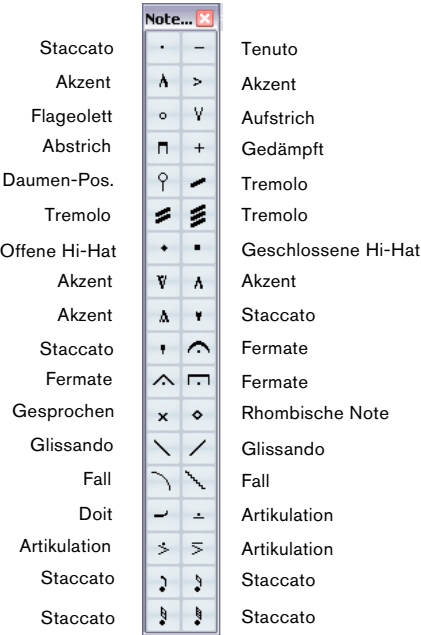 Note...
Staccato Tenuto
Akzent Akzent
Flageolett Aufstrich
Abstrich Gedämpft
Daumen-Pos. Tremolo
Tremolo Tremolo
Offene Hi-Hat Geschlossene Hi-Hat
Akzent Akzent
Akzent Staccato
Staccato Fermate
Fermate Fermate
Gesprochen Rhombische Note
Glissando Glissando
Fall Fall
Doit Artikulation
Artikulation Artikulation
Staccato Staccato
Staccato Staccato